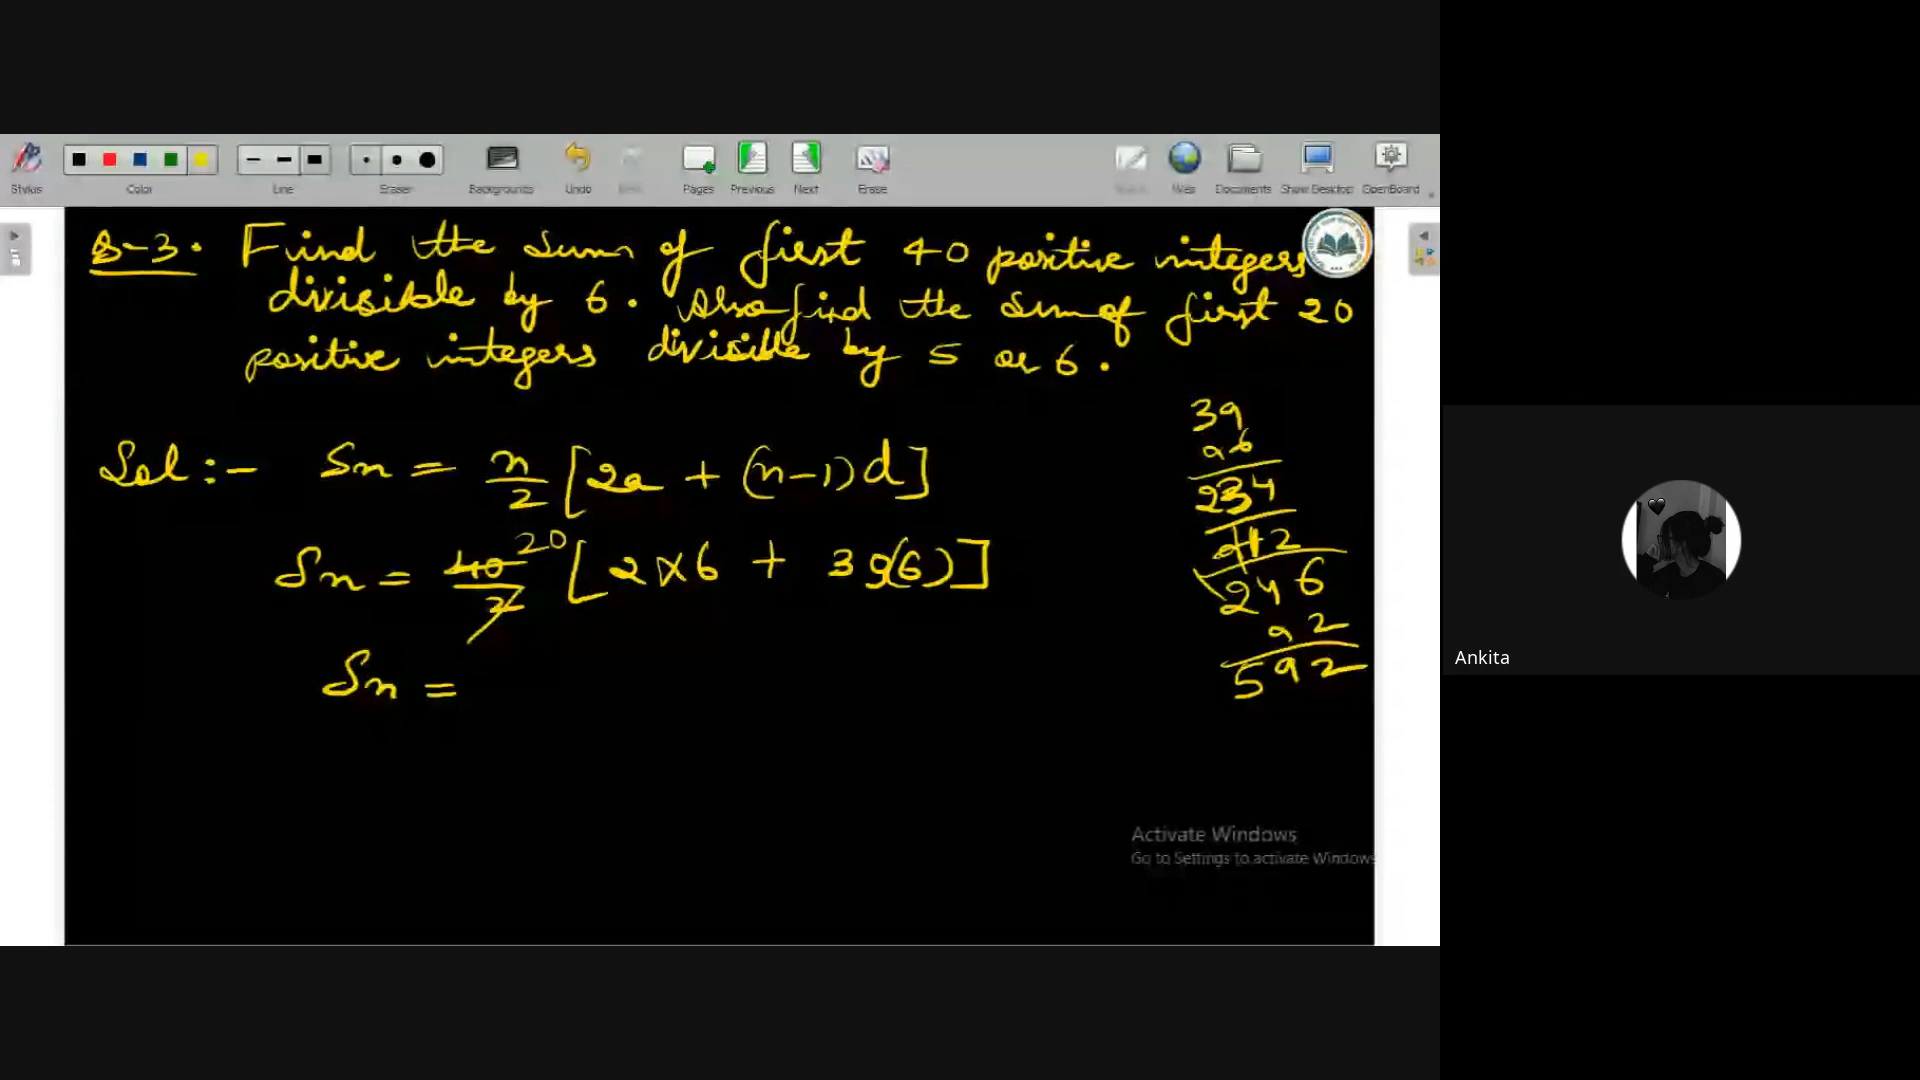 Stylus Color Line Eraser Backgrounds Undo Pages Previous Next Erase Web Documents Show Desktop OpenBoard
Q-3. Find the sum of first 40 positive integers
divisible by 6. Also find the sum of first 20
positive integers divisible by 5 or 6.
Sol :- Sn = n/2 [2a + (n-1)d]
Sn = 40/2 20 [2×6 + 39(6)]
Sn =
39
234
12
246
592
Ankita
Activate Windows
Go to Settings to activate Windows